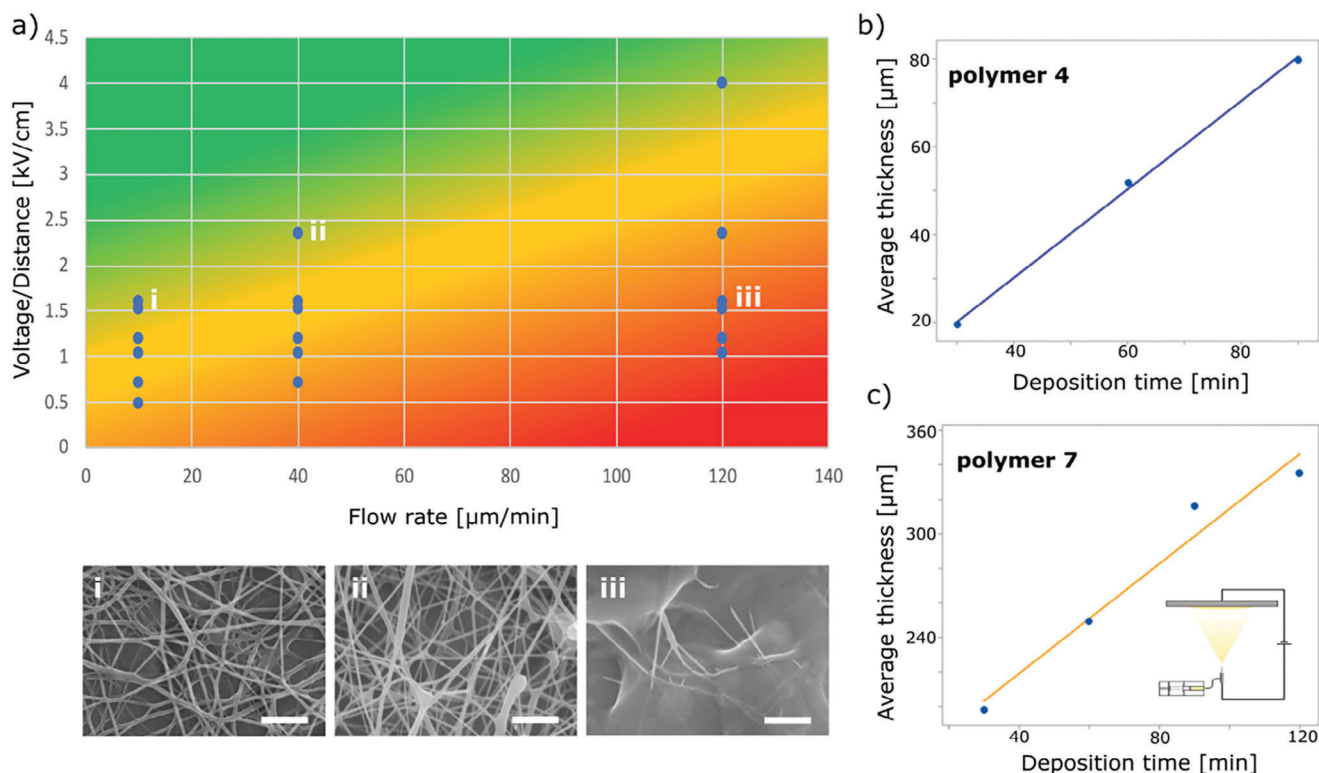 a)
4.5
4
3.5
3
2.5
2
1.5
1
0.5
0
Voltage/Distance [kV/cm]
i
ii
iii
0 20 40 60 80 100 120 140
Flow rate [µm/min]
i
ii
iii
b)
polymer 4
80
60
40
20
Average thickness [µm]
40 60 80
Deposition time [min]
c)
polymer 7
360
300
240
Average thickness [µm]
40 60 80 120
Deposition time [min]